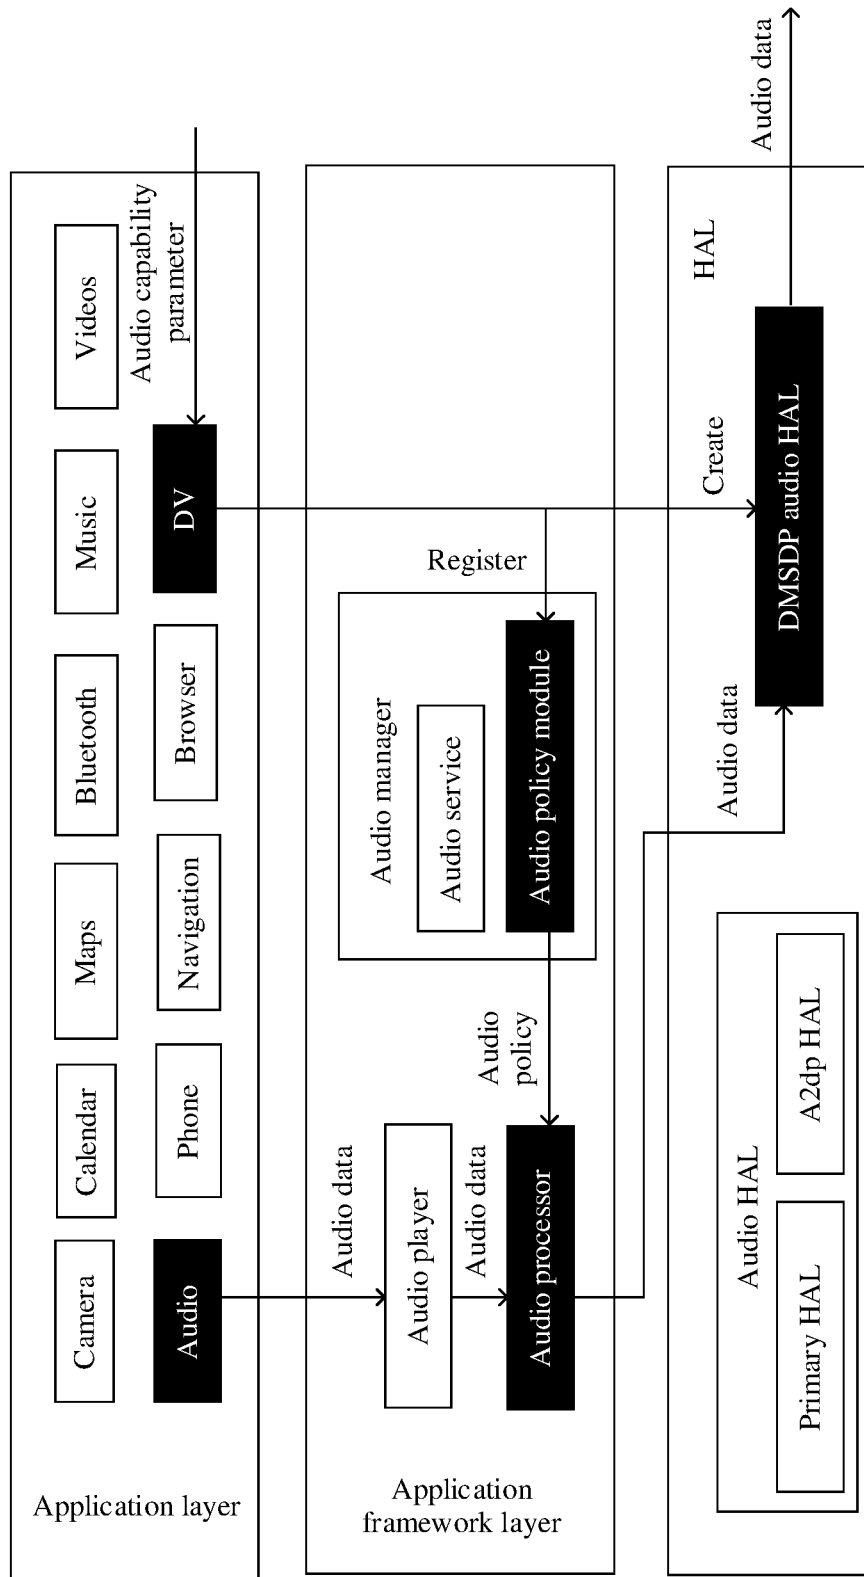 Application layer
Camera
Calendar
Maps
Bluetooth
Music
Videos
Audio
Phone
Navigation
Browser
DV
Audio capability
parameter
Application
framework layer
Audio data
Audio player
Audio data
Audio processor
Audio
policy
Audio manager
Audio service
Audio policy module
Register
Audio HAL
Primary HAL
A2dp HAL
Audio data
DMSDP audio HAL
Create
HAL
Audio data